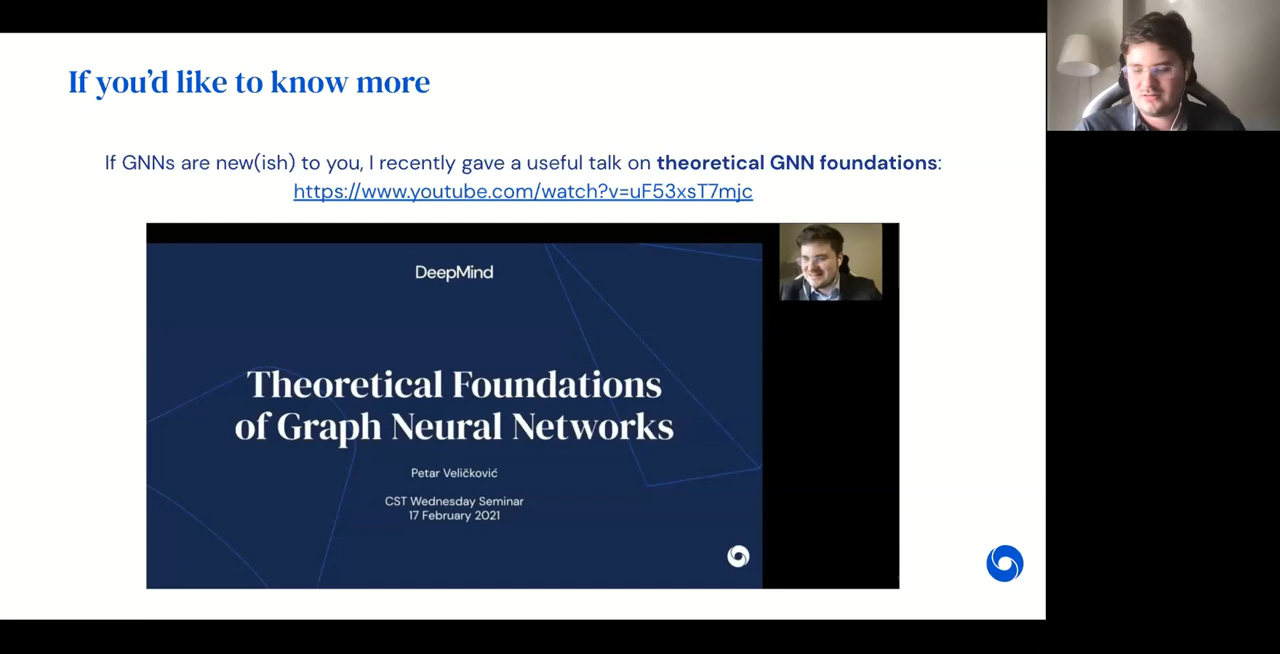 If you’d like to know more
If GNNs are new(ish) to you, I recently gave a useful talk on theoretical GNN foundations:
https://www.youtube.com/watch?v=uF53xsT7mjc
DeepMind
Theoretical Foundations
of Graph Neural Networks
Petar Veličković
CST Wednesday Seminar
17 February 2021